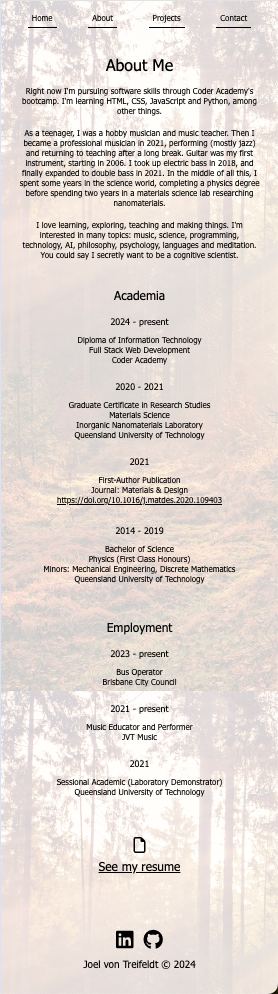 Home About Projects Contact
About Me
Right now I'm pursuing software skills through Coder Academy's
bootcamp. I'm learning HTML, CSS, JavaScript and Python, among
other things.
As a teenager, I was a hobby musician and music teacher. Then I
became a professional musician in 2021, performing (mostly jazz)
and returning to teaching after a long break. Guitar was my first
instrument, starting in 2006. I took up electric bass in 2018, and
finally expanded to double bass in 2021. In the middle of all this, I
spent some years in the science world, completing a physics degree
before spending two years in a materials science lab researching
nanomaterials.
I love learning, exploring, teaching and making things. I'm
interested in many topics: music, science, programming,
technology, AI, philosophy, psychology, languages and meditation.
You could say I secretly want to be a cognitive scientist.
Academia
2024 - present
Diploma of Information Technology
Full Stack Web Development
Coder Academy
2020 - 2021
Graduate Certificate in Research Studies
Materials Science
Inorganic Nanomaterials Laboratory
Queensland University of Technology
2021
First-Author Publication
Journal: Materials & Design
https://doi.org/10.1016/j.matdes.2020.109403
2014 - 2019
Bachelor of Science
Physics (First Class Honours)
Minors: Mechanical Engineering, Discrete Mathematics
Queensland University of Technology
Employment
2023 - present
Bus Operator
Brisbane City Council
2021 - present
Music Educator and Performer
JVT Music
2021
Sessional Academic (Laboratory Demonstrator)
Queensland University of Technology
See my resume
Joel von Treifeldt © 2024